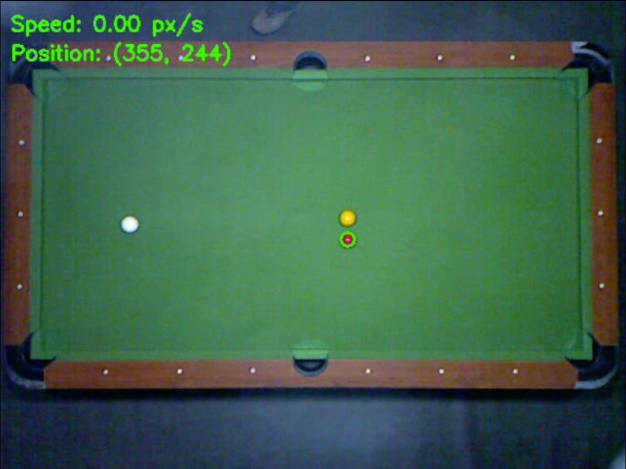 Speed: 0.00 px/s
Position: (355, 244)